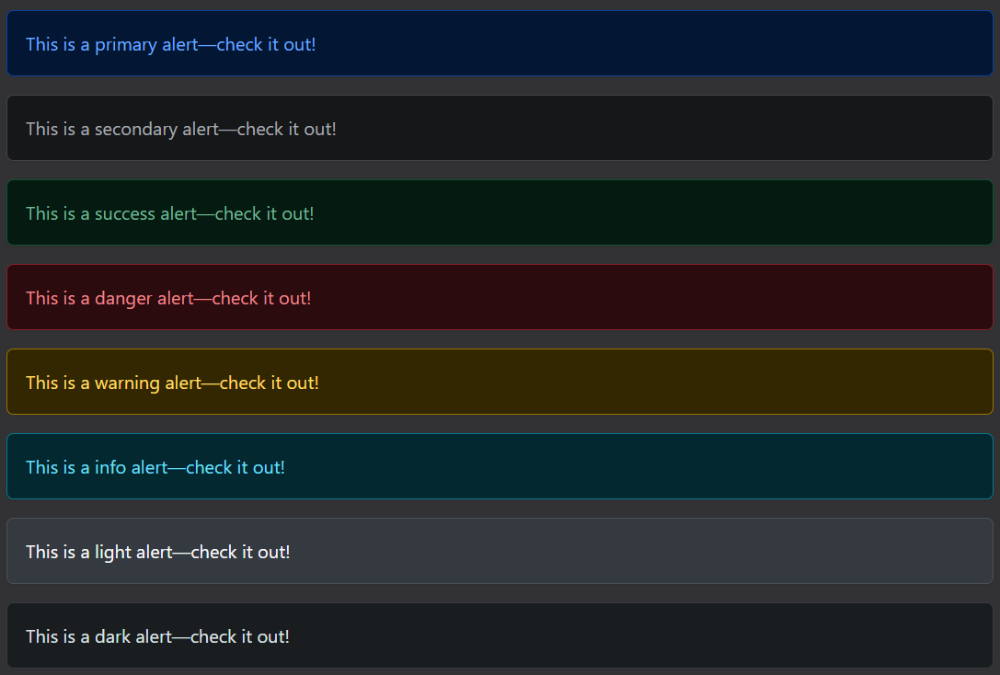 This is a primary alert—check it out!
This is a secondary alert—check it out!
This is a success alert—check it out!
This is a danger alert—check it out!
This is a warning alert—check it out!
This is a info alert—check it out!
This is a light alert—check it out!
This is a dark alert—check it out!